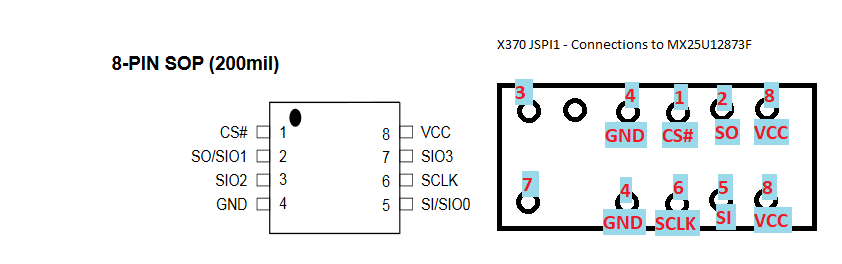 X370 JSPI1 - Connections to MX25U12873F
8-PIN SOP (200mil)
CS# 1 8 VCC
SO/SIO1 2 7 SIO3
SIO2 3 6 SCLK
GND 4 5 SI/SIO0
3 4 1 2 8
GND CS# SO VCC
7 4 6 5 8
GND SCLK SI VCC